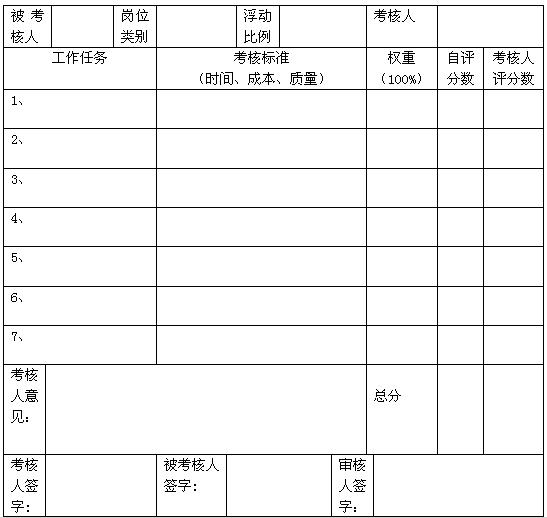 被 考 核人 岗位类别 浮动比例 考核人
工作任务 考核标准 权重 自评 考核人
（时间、成本、质量） （100%） 分数 评分数
1、
2、
3、
4、
5、
6、
7、
考核
人意
见：
总分
考核 被考核人 审核
人签 签字: 人签
字: 字: